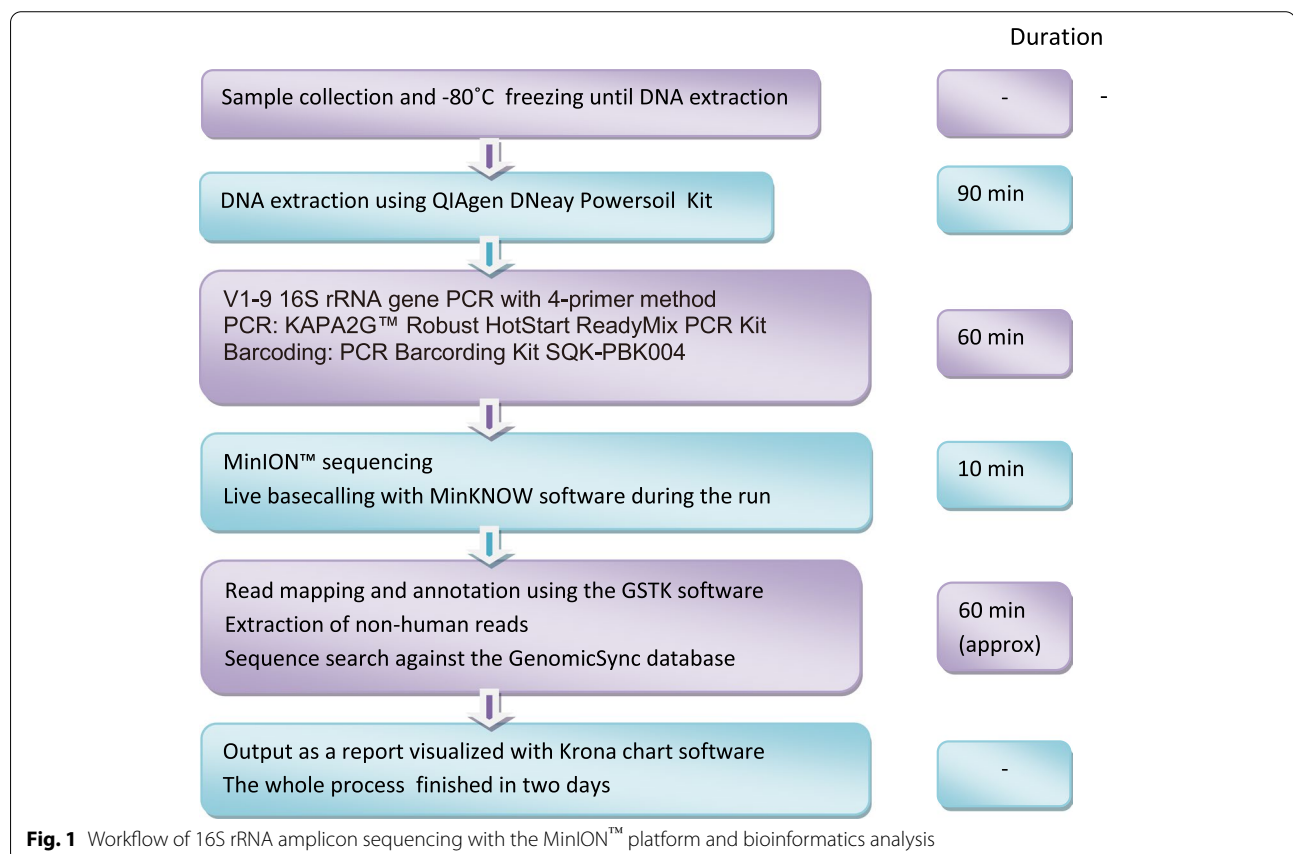 Duration
Sample collection and -80˚C freezing until DNA extraction
-
-
DNA extraction using QIAgen DNeay Powersoil Kit
90 min
V1-9 16S rRNA gene PCR with 4-primer method
PCR: KAPA2G™ Robust HotStart ReadyMix PCR Kit
Barcoding: PCR Barcording Kit SQK-PBK004
60 min
MinION™ sequencing
Live basecalling with MinKNOW software during the run
10 min
Read mapping and annotation using the GSTK software
Extraction of non-human reads
Sequence search against the GenomicSync database
60 min
(approx)
Output as a report visualized with Krona chart software
The whole process finished in two days
-
Fig. 1 Workflow of 16S rRNA amplicon sequencing with the MinION™ platform and bioinformatics analysis